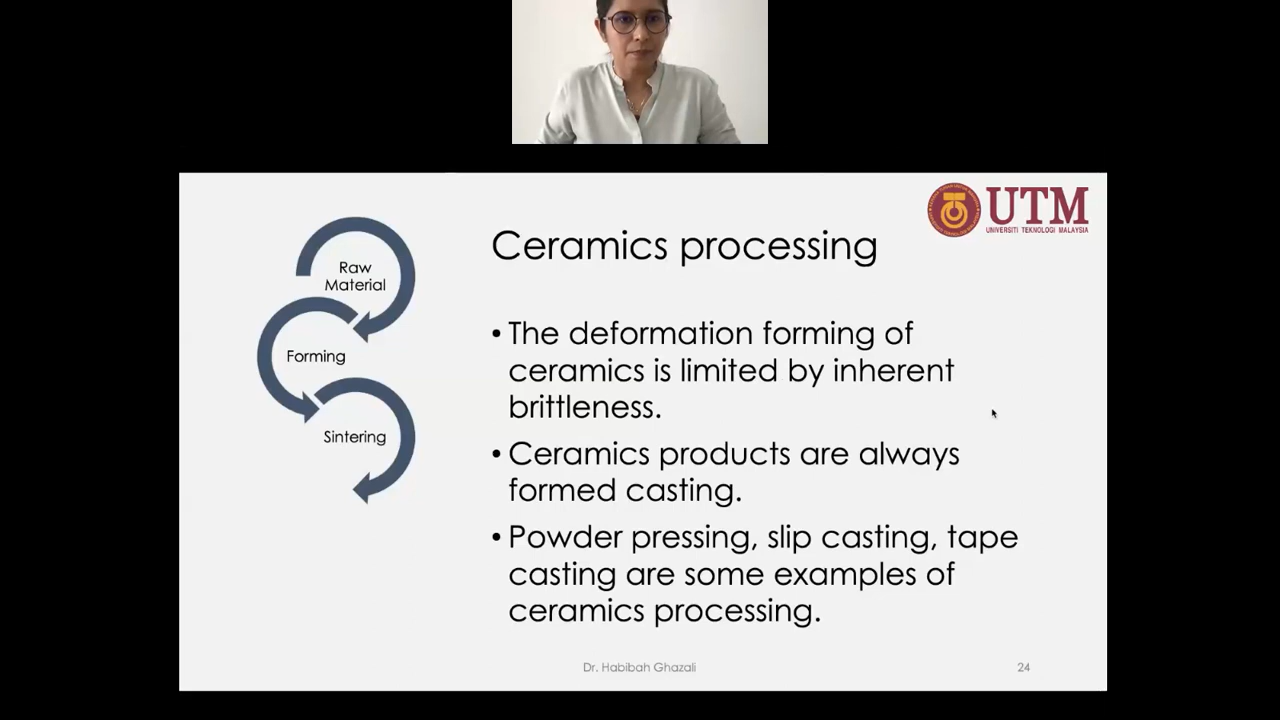 UTM
UNIVERSITI TEKNOLOGI MALAYSIA
Ceramics processing
Raw
Material
Forming
Sintering
• The deformation forming of
ceramics is limited by inherent
brittleness.
• Ceramics products are always
formed casting.
• Powder pressing, slip casting, tape
casting are some examples of
ceramics processing.
Dr. Habibah Ghazali
24